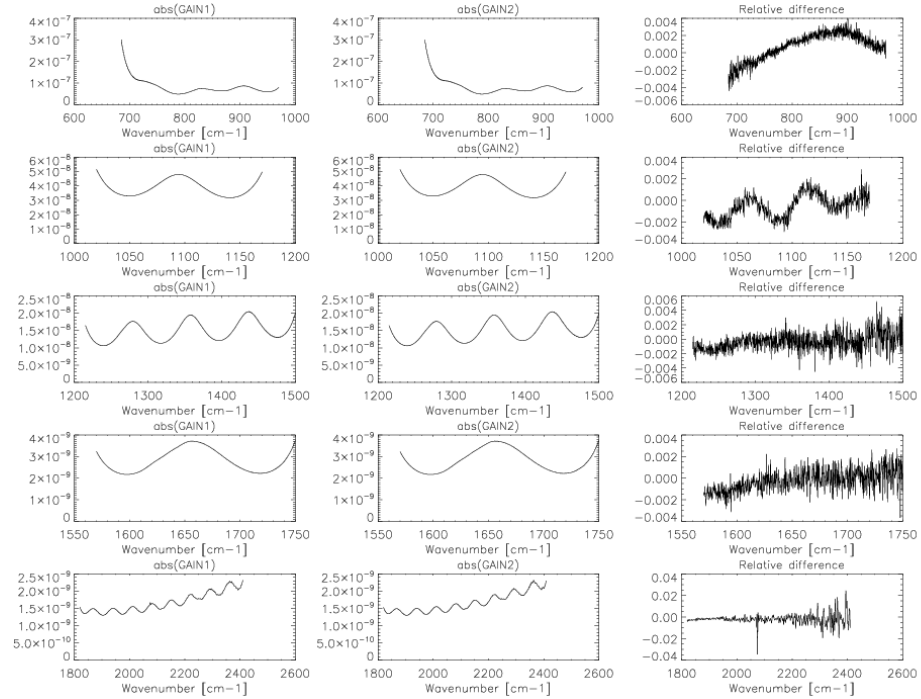 abs(GAIN1) abs(GAIN2) Relative difference
4×10⁻⁷ 4×10⁻⁷ 0.004
3×10⁻⁷ 3×10⁻⁷ 0.002
2×10⁻⁷ 2×10⁻⁷ 0.000
1×10⁻⁷ 1×10⁻⁷ −0.002
−0.004
0 0 −0.006
600 700 800 900 1000 600 700 800 900 1000 600 700 800 900 1000
Wavenumber [cm−1] Wavenumber [cm−1] Wavenumber [cm−1]
abs(GAIN1) abs(GAIN2) Relative difference
6×10⁻⁸ 6×10⁻⁸ 0.004
5×10⁻⁸ 5×10⁻⁸
4×10⁻⁸ 4×10⁻⁸ 0.002
3×10⁻⁸ 3×10⁻⁸ 0.000
2×10⁻⁸ 2×10⁻⁸ −0.002
1×10⁻⁸ 1×10⁻⁸
0 0 −0.004
1000 1050 1100 1150 1200 1000 1050 1100 1150 1200 1000 1050 1100 1150 1200
Wavenumber [cm−1] Wavenumber [cm−1] Wavenumber [cm−1]
abs(GAIN1) abs(GAIN2) Relative difference
2.5×10⁻⁸ 2.5×10⁻⁸ 0.006
2.0×10⁻⁸ 2.0×10⁻⁸ 0.004
1.5×10⁻⁸ 1.5×10⁻⁸ 0.002
1.0×10⁻⁸ 1.0×10⁻⁸ 0.000
5.0×10⁻⁹ 5.0×10⁻⁹ −0.002
−0.004
0 0 −0.006
1200 1300 1400 1500 1200 1300 1400 1500 1200 1300 1400 1500
Wavenumber [cm−1] Wavenumber [cm−1] Wavenumber [cm−1]
abs(GAIN1) abs(GAIN2) Relative difference
4×10⁻⁹ 4×10⁻⁹ 0.004
3×10⁻⁹ 3×10⁻⁹ 0.002
2×10⁻⁹ 2×10⁻⁹ 0.000
1×10⁻⁹ 1×10⁻⁹ −0.002
0 0 −0.004
1550 1600 1650 1700 1750 1550 1600 1650 1700 1750 1550 1600 1650 1700 1750
Wavenumber [cm−1] Wavenumber [cm−1] Wavenumber [cm−1]
abs(GAIN1) abs(GAIN2) Relative difference
2.5×10⁻⁹ 2.5×10⁻⁹ 0.04
2.0×10⁻⁹ 2.0×10⁻⁹ 0.02
1.5×10⁻⁹ 1.5×10⁻⁹ 0.00
1.0×10⁻⁹ 1.0×10⁻⁹
5.0×10⁻¹⁰ 5.0×10⁻¹⁰ −0.02
0 0 −0.04
1800 2000 2200 2400 2600 1800 2000 2200 2400 2600 1800 2000 2200 2400 2600
Wavenumber [cm−1] Wavenumber [cm−1] Wavenumber [cm−1]